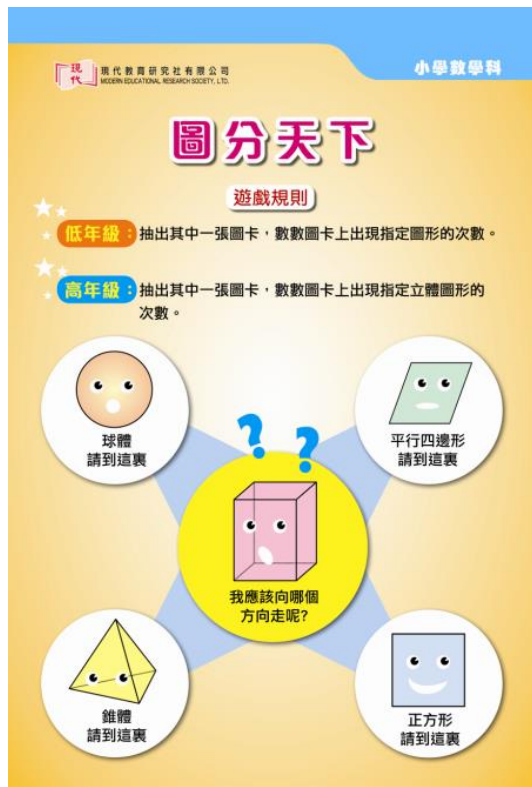 現代
現代教育研究社有限公司
MODERN EDUCATIONAL RESEARCH SOCIETY, LTD.
小學數學科
圖分天下
遊戲規則
低年級：抽出其中一張圖卡，數數圖卡上出現指定圖形的次數。
高年級：抽出其中一張圖卡，數數圖卡上出現指定立體圖形的
次數。
球體
請到這裏
平行四邊形
請到這裏
? ?
我應該向哪個
方向走呢?
錐體
請到這裏
正方形
請到這裏